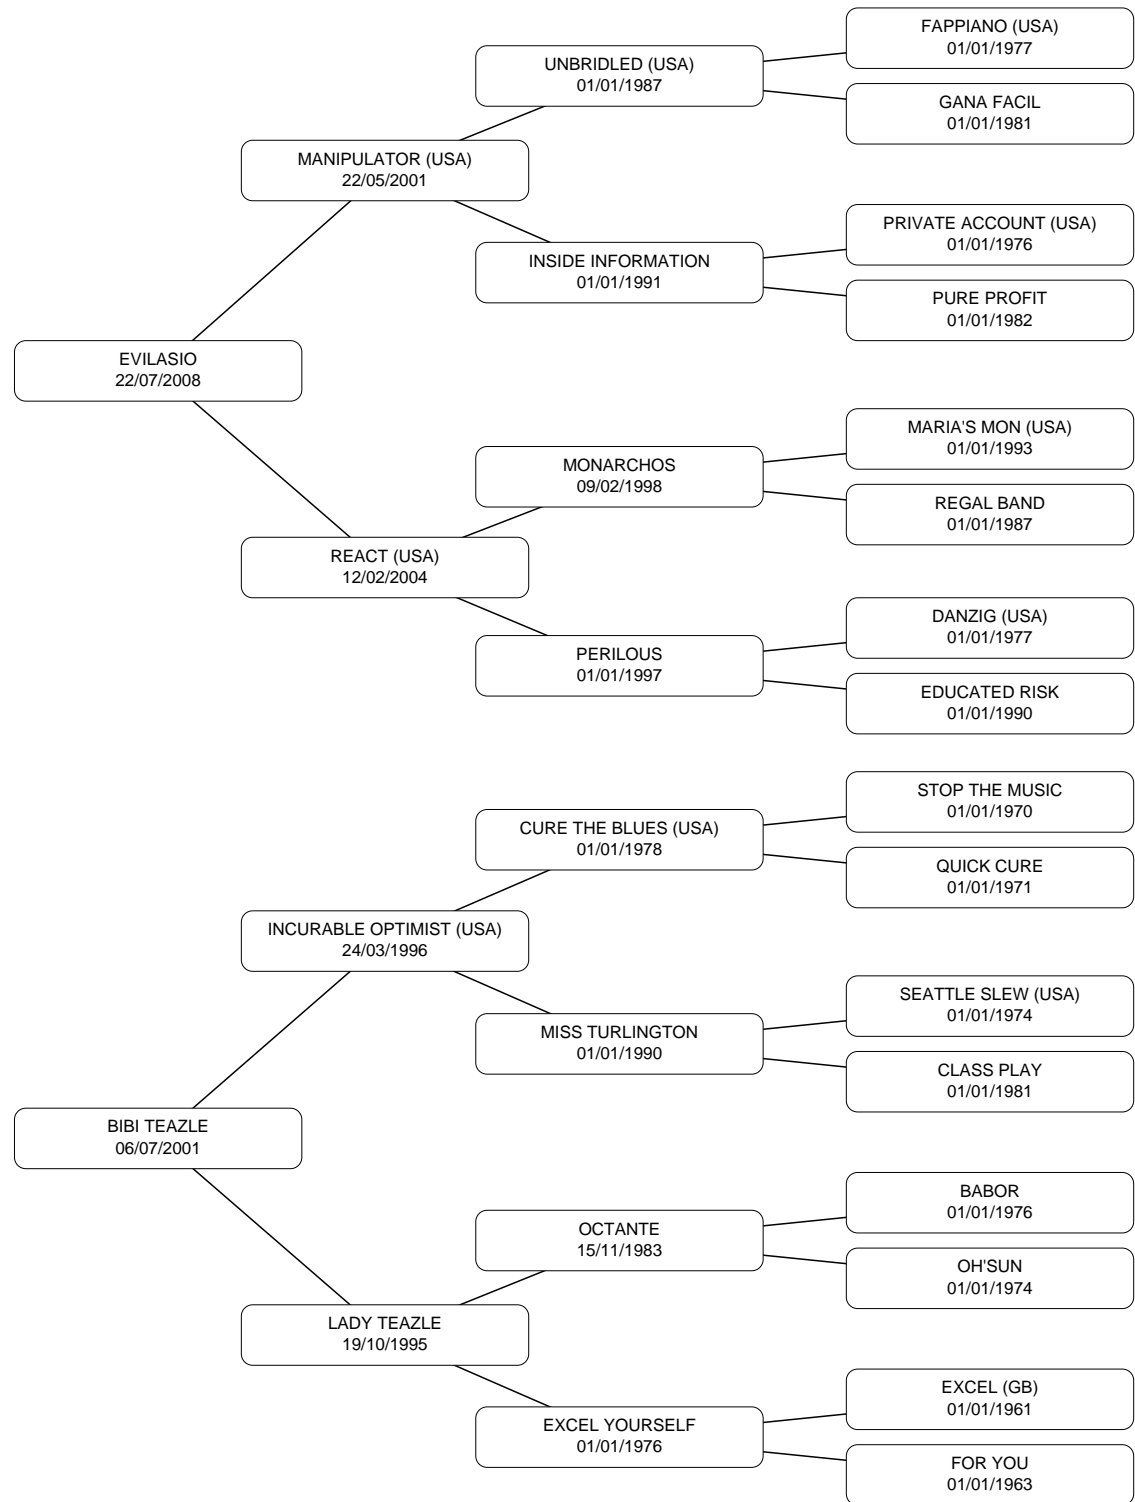 FAPPIANO (USA)
01/01/1977
UNBRIDLED (USA)
01/01/1987
GANA FACIL
01/01/1981
MANIPULATOR (USA)
22/05/2001
PRIVATE ACCOUNT (USA)
01/01/1976
INSIDE INFORMATION
01/01/1991
PURE PROFIT
01/01/1982
EVILASIO
22/07/2008
MARIA'S MON (USA)
01/01/1993
MONARCHOS
09/02/1998
REGAL BAND
01/01/1987
REACT (USA)
12/02/2004
DANZIG (USA)
01/01/1977
PERILOUS
01/01/1997
EDUCATED RISK
01/01/1990
STOP THE MUSIC
01/01/1970
CURE THE BLUES (USA)
01/01/1978
QUICK CURE
01/01/1971
INCURABLE OPTIMIST (USA)
24/03/1996
SEATTLE SLEW (USA)
01/01/1974
MISS TURLINGTON
01/01/1990
CLASS PLAY
01/01/1981
BIBI TEAZLE
06/07/2001
BABOR
01/01/1976
OCTANTE
15/11/1983
OH'SUN
01/01/1974
LADY TEAZLE
19/10/1995
EXCEL (GB)
01/01/1961
EXCEL YOURSELF
01/01/1976
FOR YOU
01/01/1963